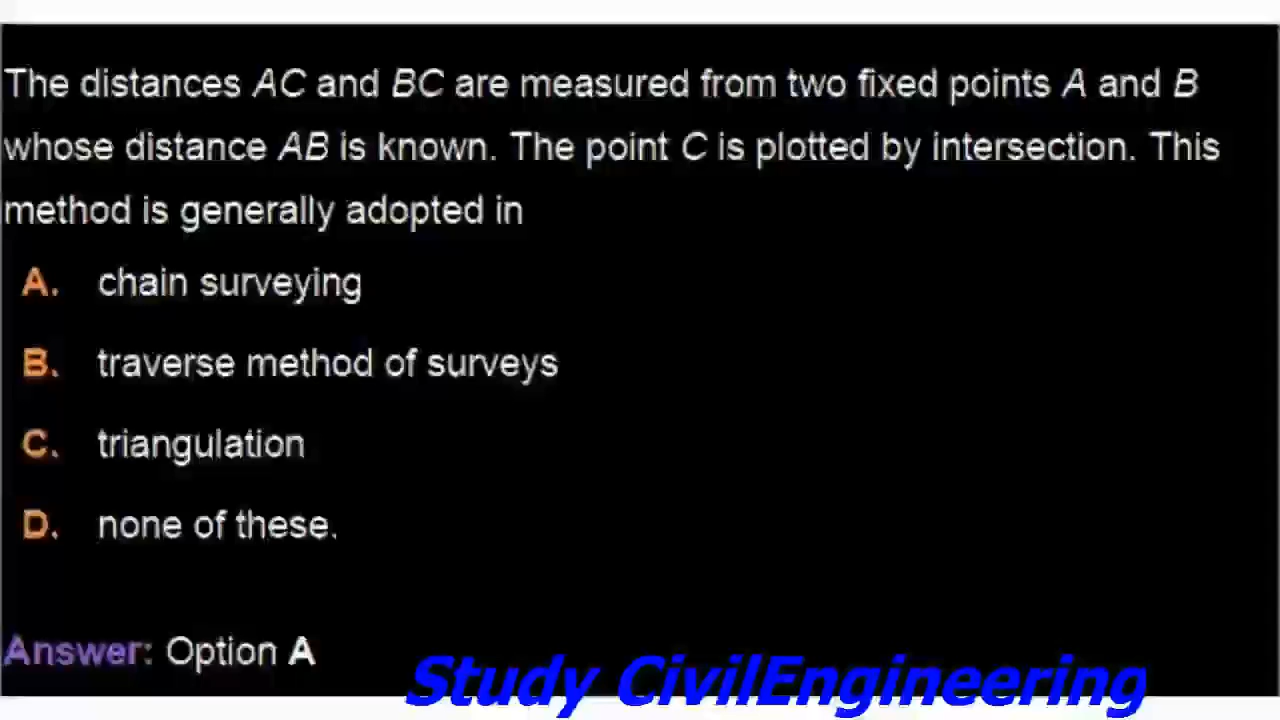 The distances AC and BC are measured from two fixed points A and B
whose distance AB is known. The point C is plotted by intersection. This
method is generally adopted in
A. chain surveying
B. traverse method of surveys
C. triangulation
D. none of these.
Answer: Option A
Study CivilEngineering